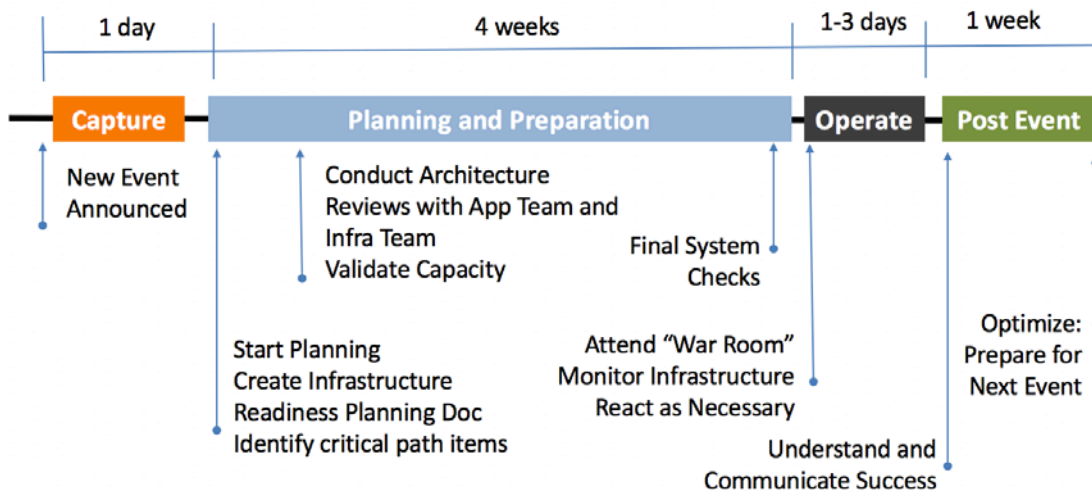 1 day
4 weeks
1-3 days
1 week
Capture
Planning and Preparation
Operate
Post Event
New Event
Announced
Conduct Architecture
Reviews with App Team and
Infra Team
Validate Capacity
Final System
Checks
Start Planning
Create Infrastructure
Readiness Planning Doc
Identify critical path items
Attend “War Room”
Monitor Infrastructure
React as Necessary
Optimize:
Prepare for
Next Event
Understand and
Communicate Success